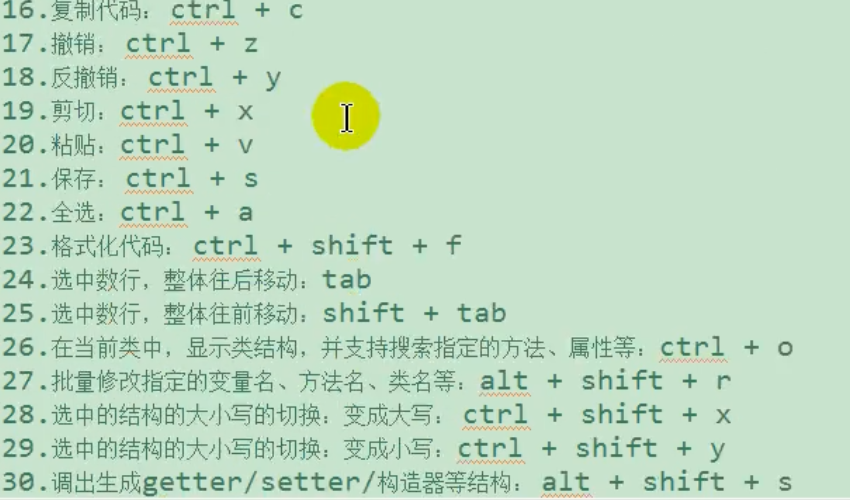 16.复制代码: ctrl + c
17.撤销: ctrl + z
18.反撤销: ctrl + y
19.剪切: ctrl + x
20.粘贴: ctrl + v
21.保存: ctrl + s
22.全选: ctrl + a
23.格式化代码: ctrl + shift + f
24.选中数行，整体往后移动: tab
25.选中数行，整体往前移动: shift + tab
26.在当前类中，显示类结构，并支持搜索指定的方法、属性等: ctrl + o
27.批量修改指定的变量名、方法名、类名等: alt + shift + r
28.选中的结构的大小写的切换: 变成大写: ctrl + shift + x
29.选中的结构的大小写的切换: 变成小写: ctrl + shift + y
30.调出生成getter/setter/构造器等结构: alt + shift + s